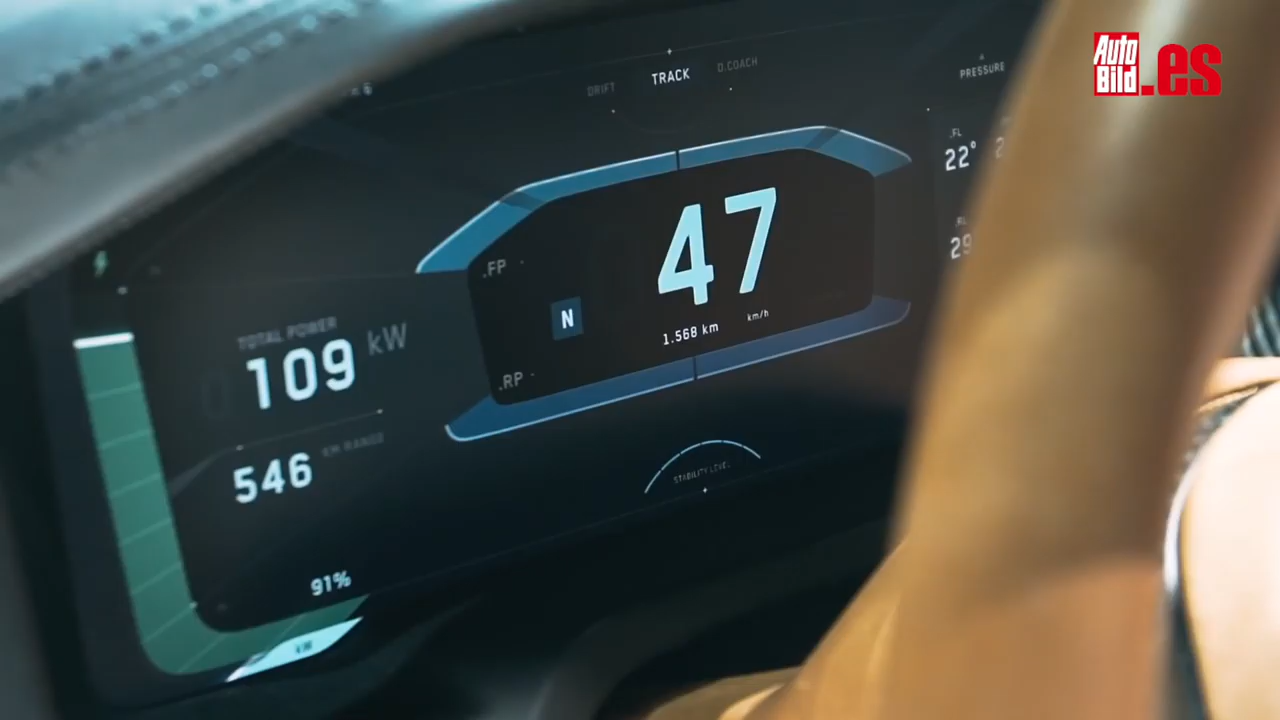 Auto
Bild
.es
DRIFT
TRACK
D.COACH
PRESSURE
.FL
22°
.FP
47
N
1.568 km
km/h
TOTAL POWER
109 kW
.RP
546
KM RANGE
STABILITY LEVEL
91%
kW